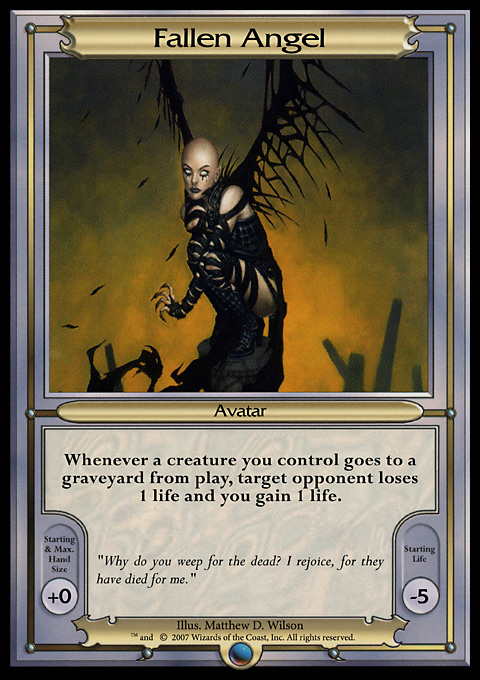 Fallen Angel
Avatar
Whenever a creature you control goes to a
graveyard from play, target opponent loses
1 life and you gain 1 life.
Starting
& Max.
Hand
Size
+0
"Why do you weep for the dead? I rejoice, for they
have died for me."
Starting
Life
-5
Illus. Matthew D. Wilson
™ and © 2007 Wizards of the Coast, Inc. All rights reserved.